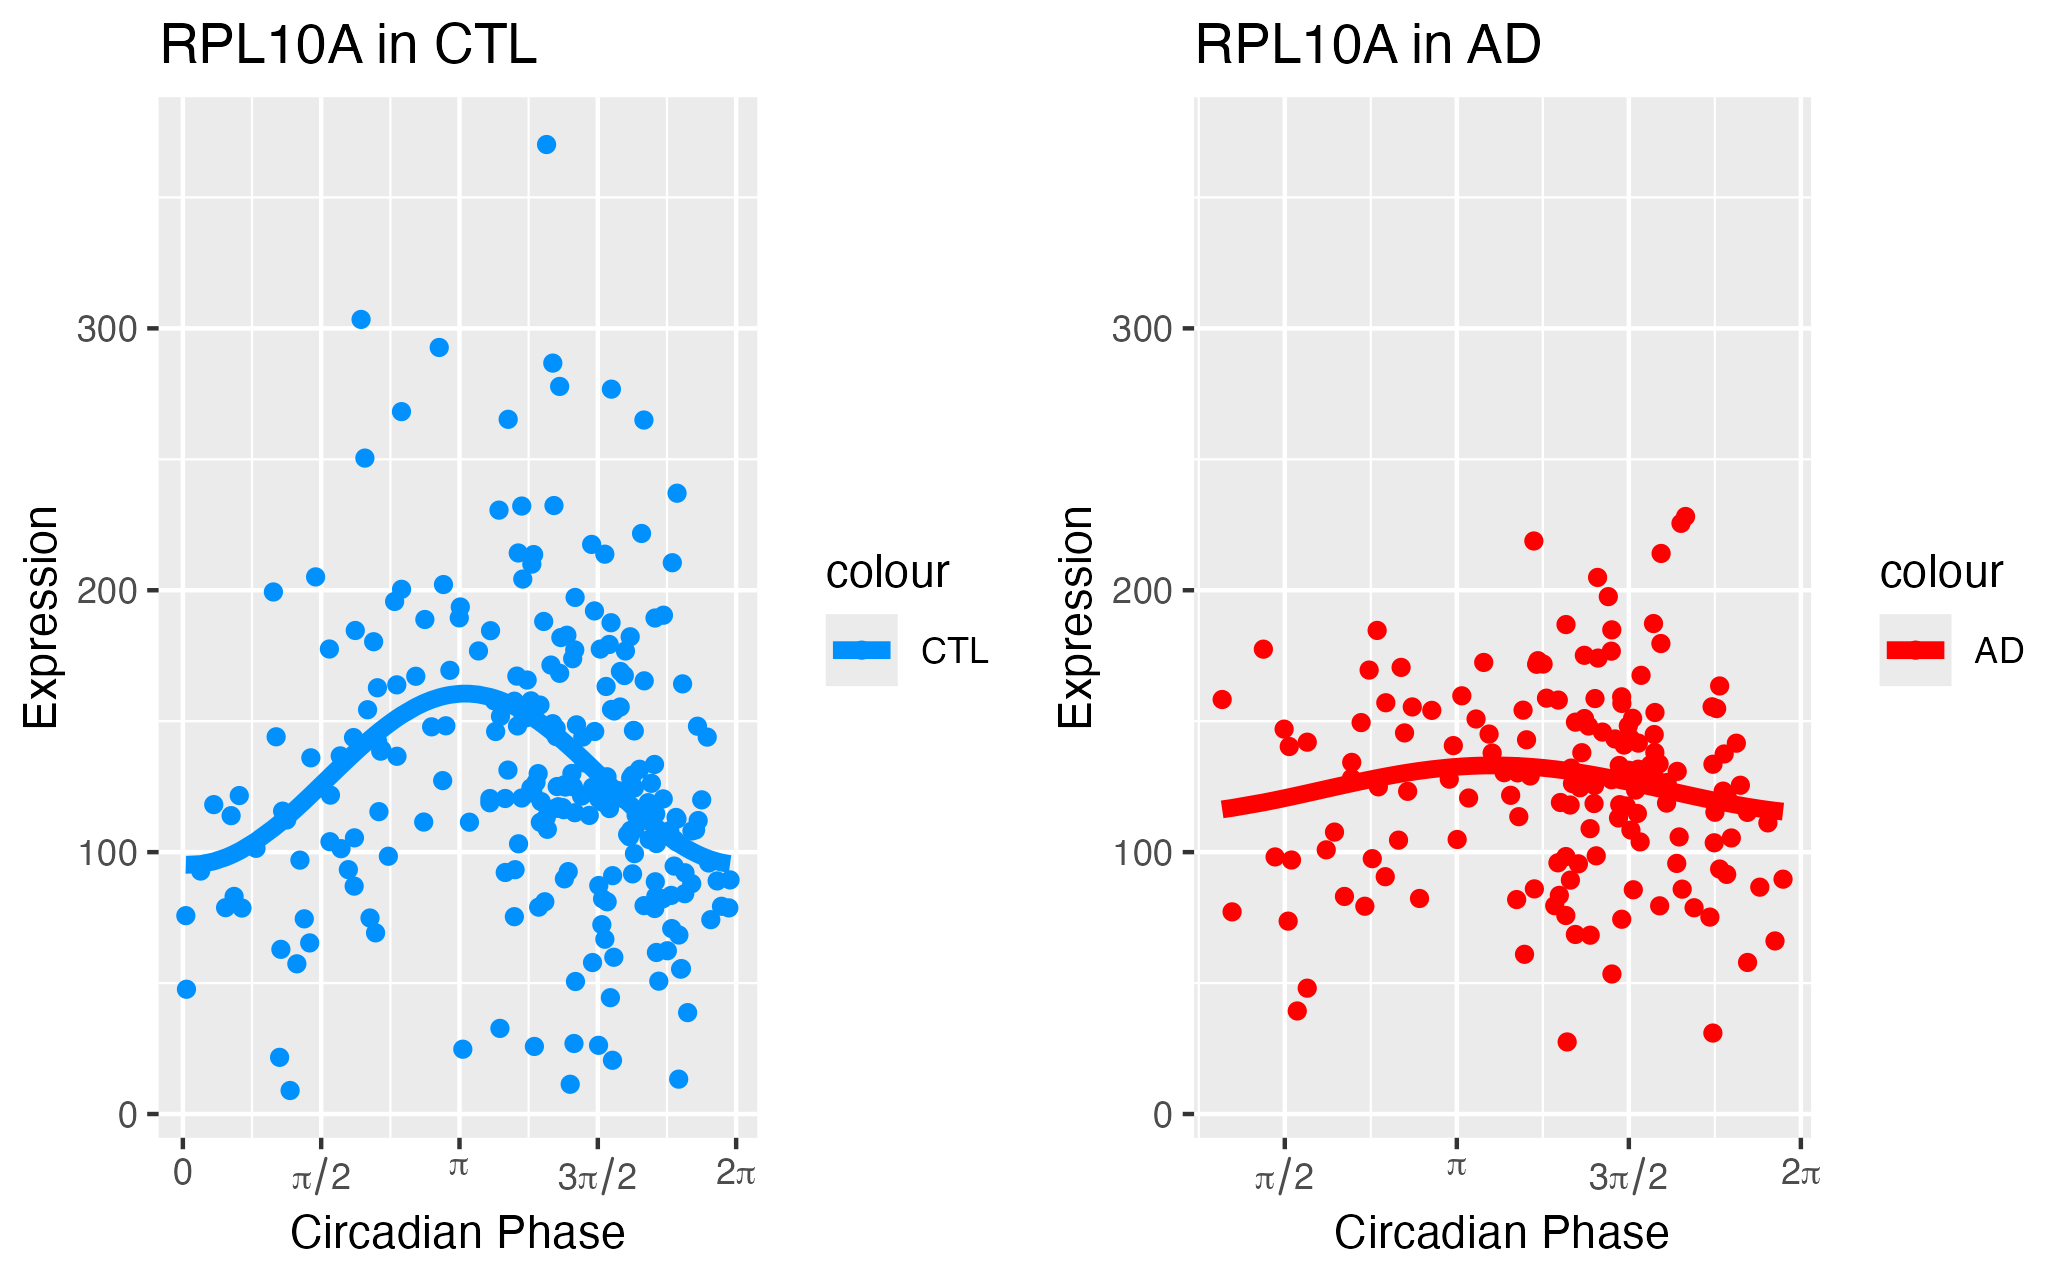 RPL10A in CTL
Expression
300
200
100
0
0 π/2 π 3π/2 2π
Circadian Phase
colour
CTL
RPL10A in AD
Expression
300
200
100
0
π/2 π 3π/2 2π
Circadian Phase
colour
AD